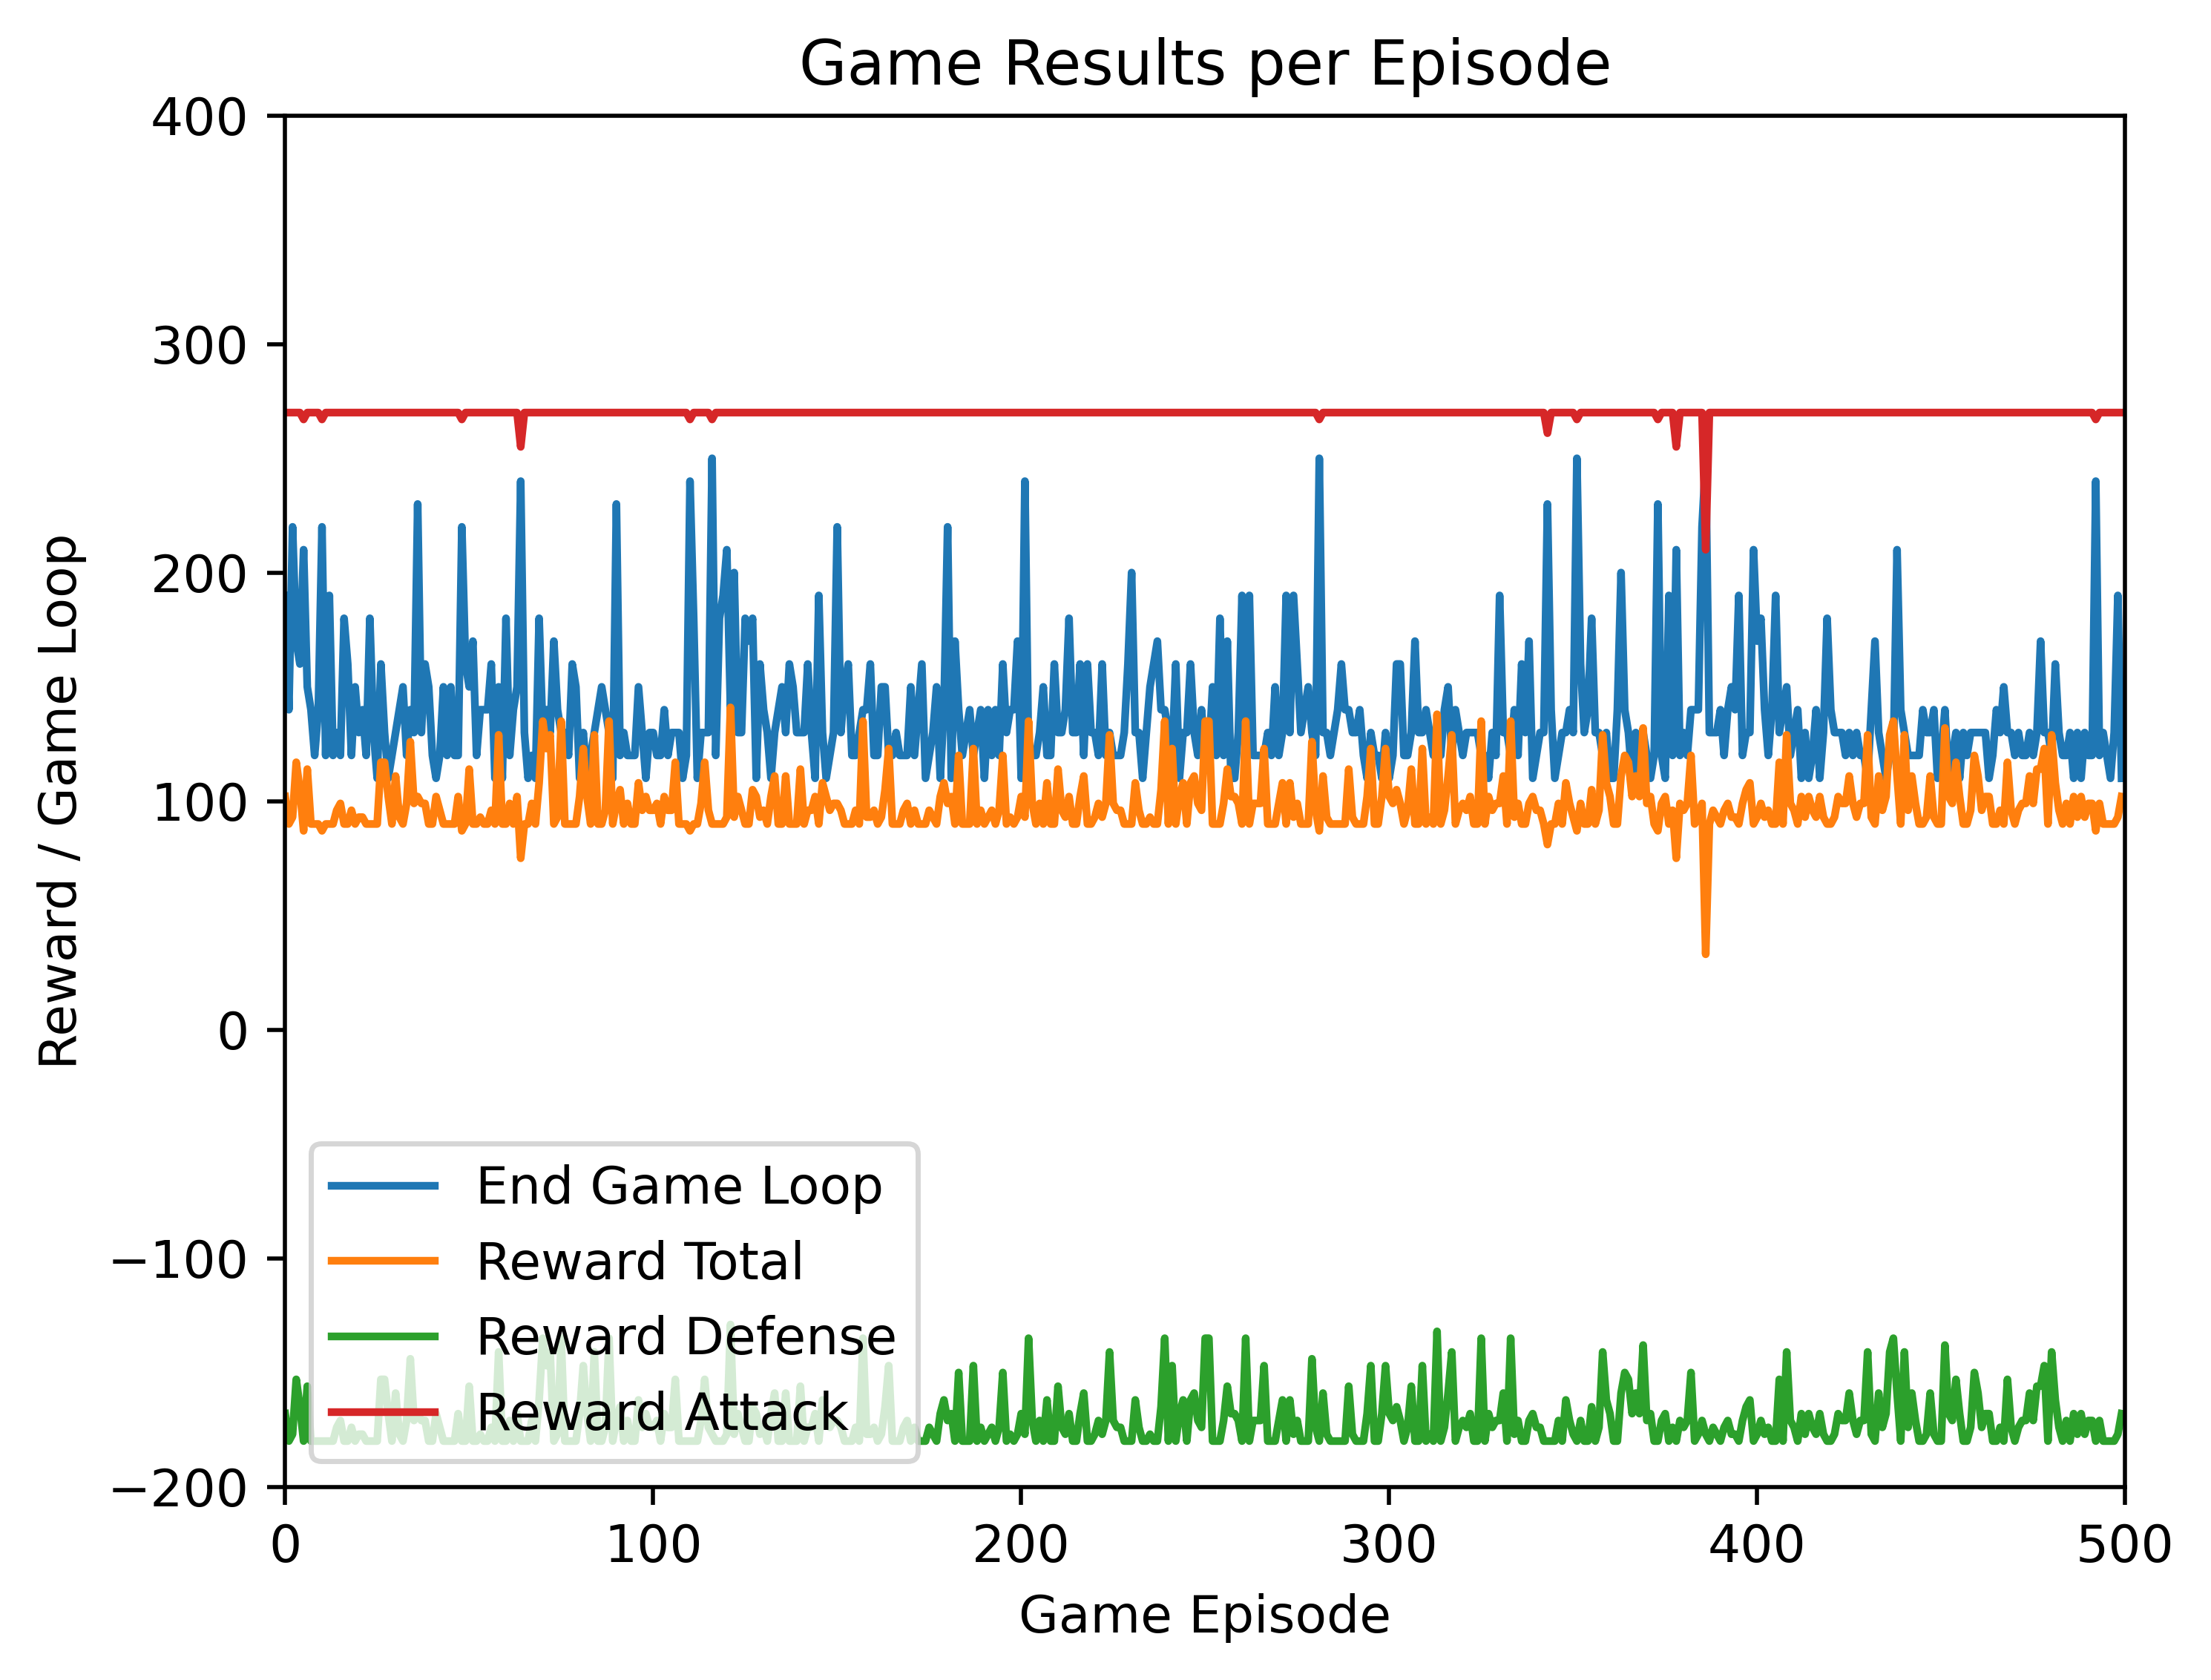 Game Results per Episode
400
300
200
100
0
−100
−200
Reward / Game Loop
End Game Loop
Reward Total
Reward Defense
Reward Attack
0 100 200 300 400 500
Game Episode